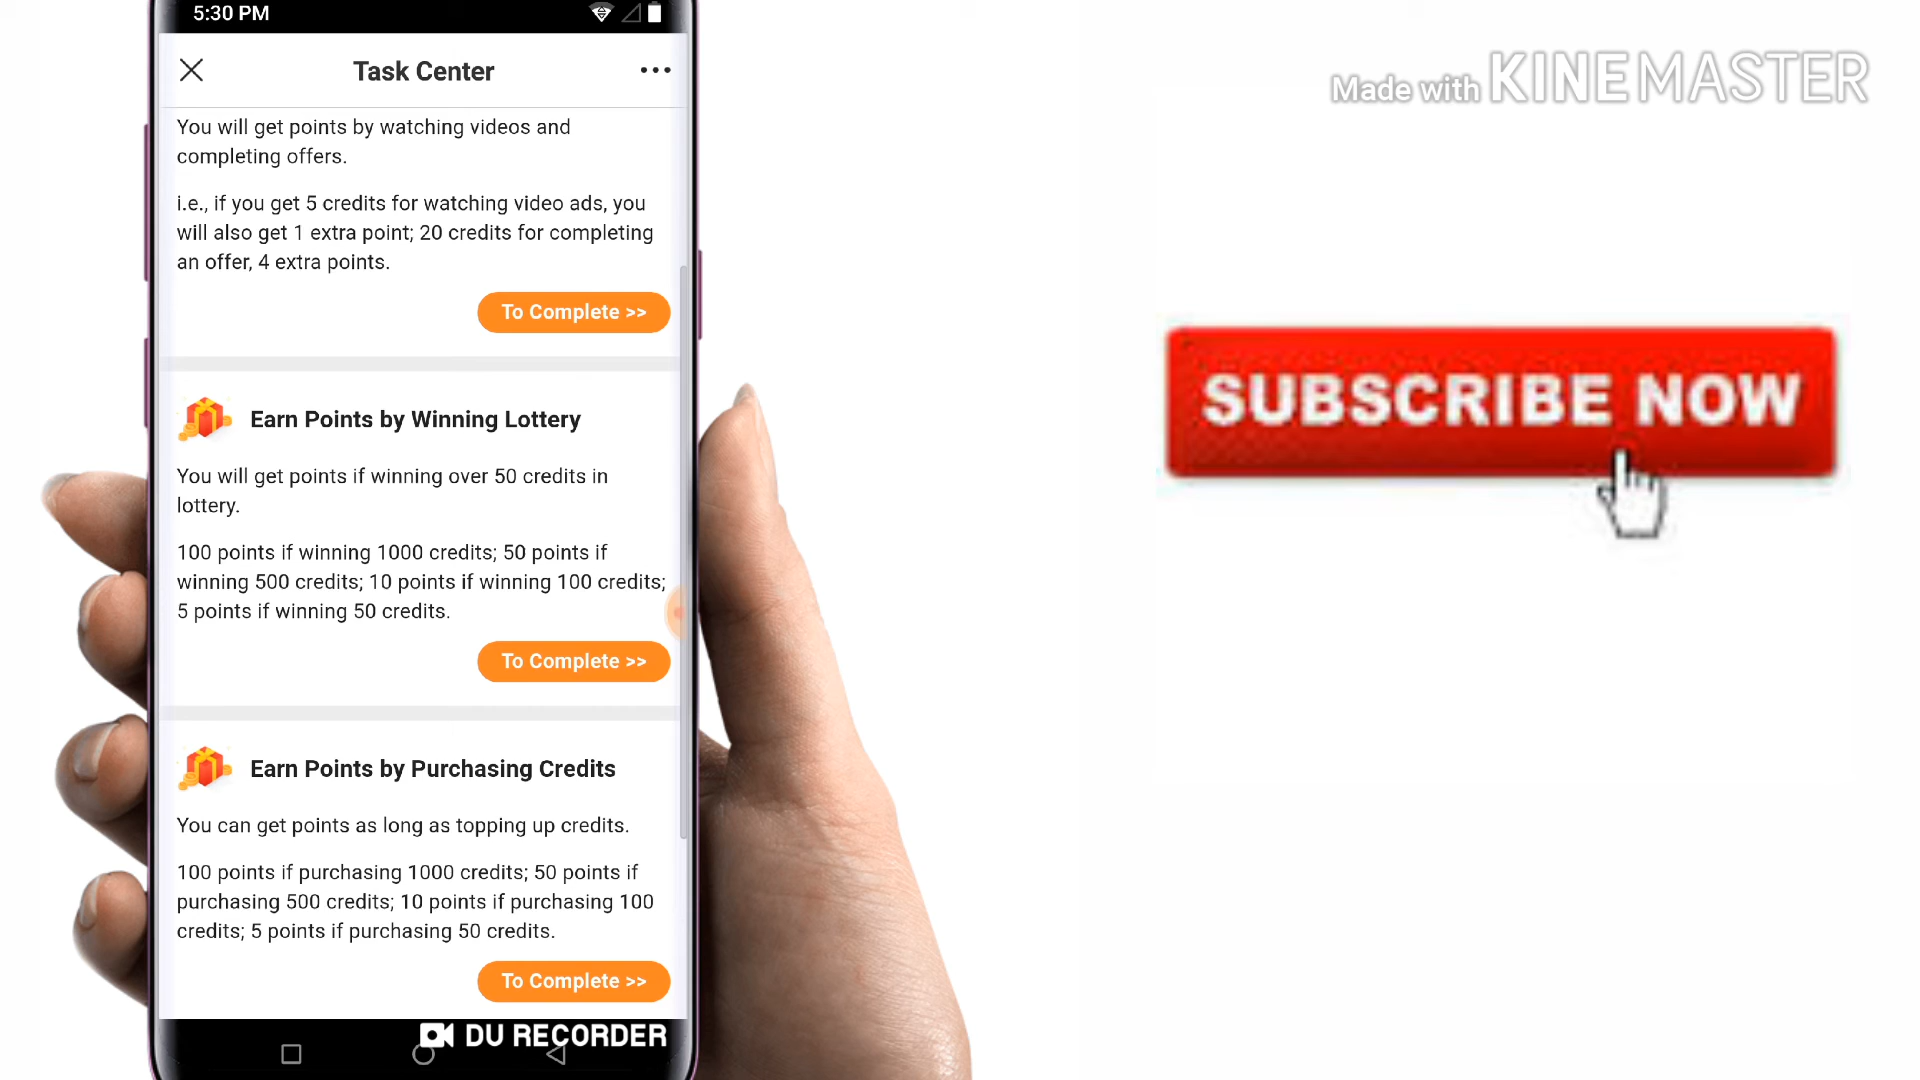 5:30 PM
Task Center
You will get points by watching videos and
completing offers.
i.e., if you get 5 credits for watching video ads, you
will also get 1 extra point; 20 credits for completing
an offer, 4 extra points.
To Complete >>
Earn Points by Winning Lottery
You will get points if winning over 50 credits in
lottery.
100 points if winning 1000 credits; 50 points if
winning 500 credits; 10 points if winning 100 credits;
5 points if winning 50 credits.
To Complete >>
Earn Points by Purchasing Credits
You can get points as long as topping up credits.
100 points if purchasing 1000 credits; 50 points if
purchasing 500 credits; 10 points if purchasing 100
credits; 5 points if purchasing 50 credits.
To Complete >>
DU RECORDER
Made with KINEMASTER
SUBSCRIBE NOW